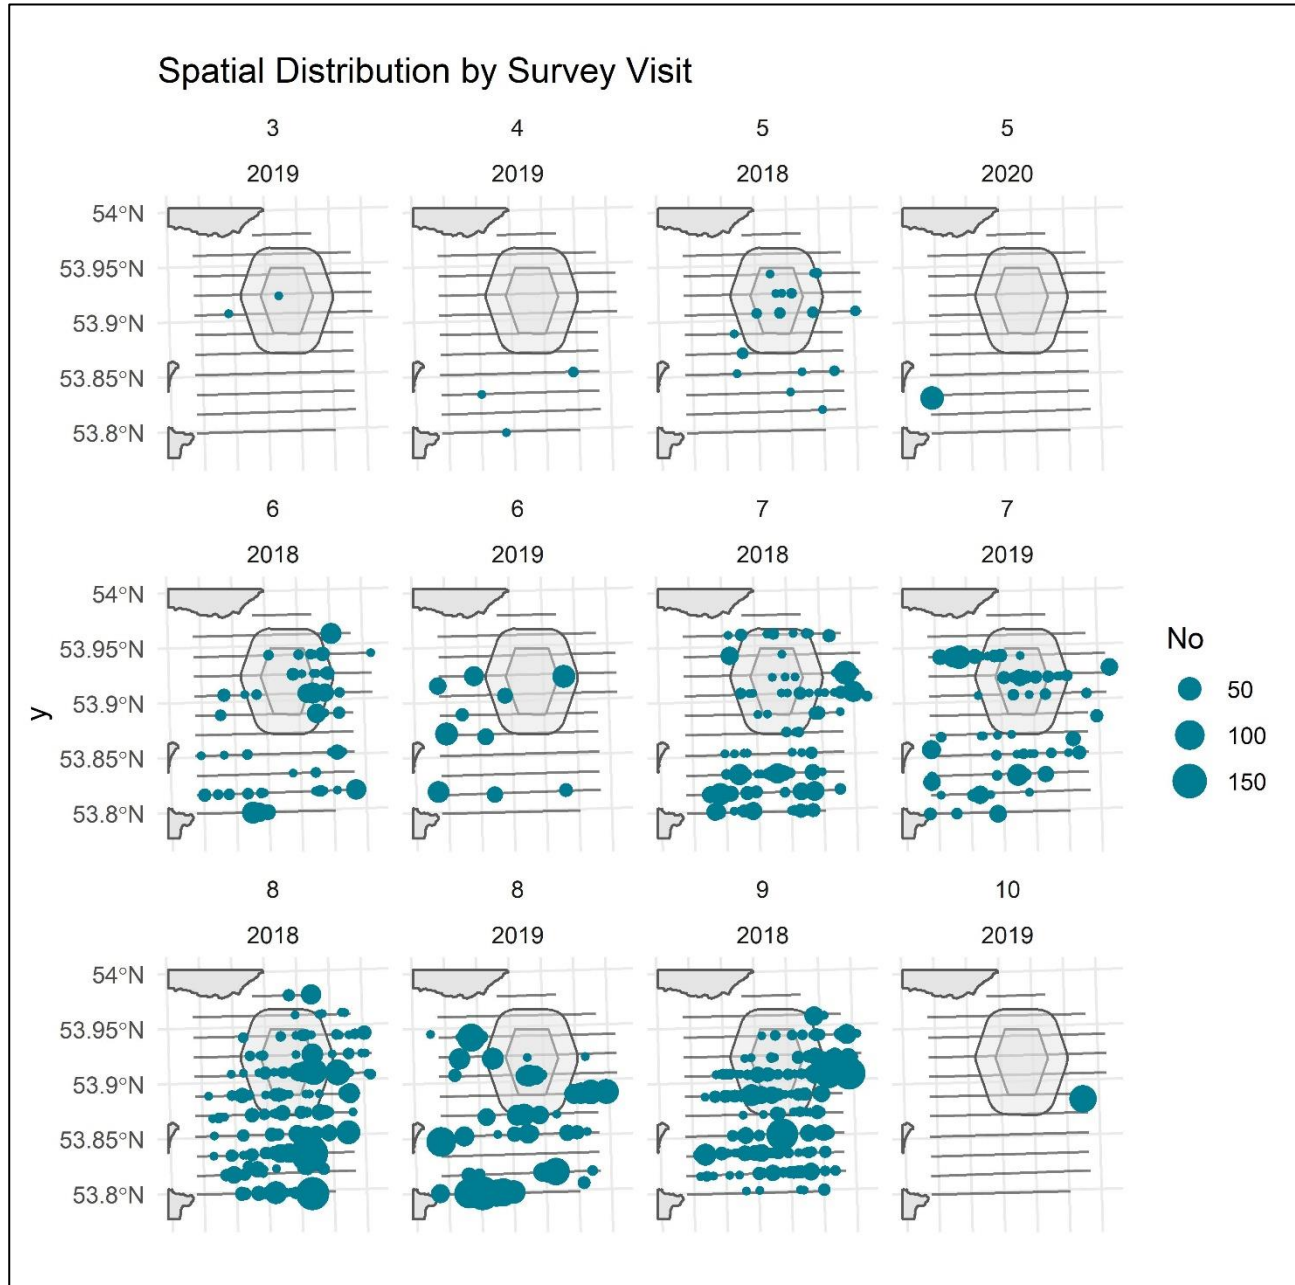 Spatial Distribution by Survey Visit
3 4 5 5
2019 2019 2018 2020
54°N
53.95°N
53.9°N
53.85°N
53.8°N
6 6 7 7
2018 2019 2018 2019
54°N
53.95°N
53.9°N
53.85°N
53.8°N
y
No
50
100
150
8 8 9 10
2018 2019 2018 2019
54°N
53.95°N
53.9°N
53.85°N
53.8°N